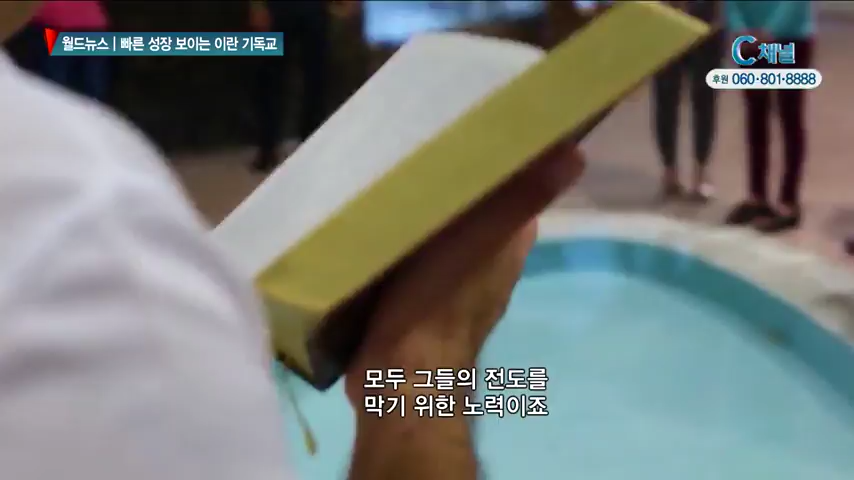 월드뉴스 | 빠른 성장 보이는 이란 기독교
C채널
후원 060·801·8888
모두 그들의 전도를
막기 위한 노력이죠